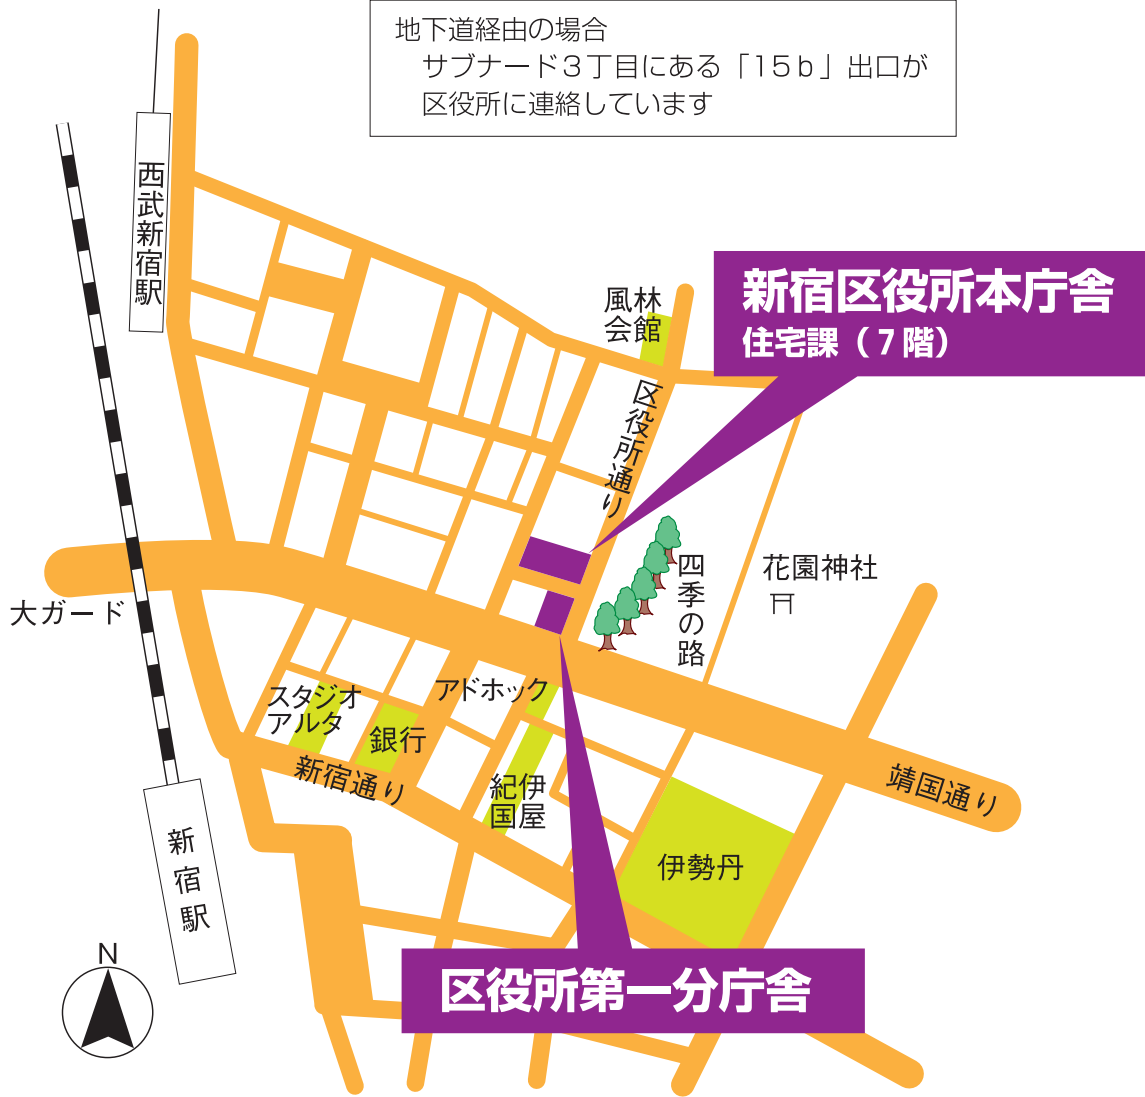 地下道経由の場合
サブナード３丁目にある「15ｂ」出口が
区役所に連絡しています
西武新宿駅
新宿区役所本庁舎
住宅課（７階）
風林
会館
区役所通り
四季の路
花園神社
大ガード
スタジオ
アルタ
アドホック
銀行
新宿通り
紀伊
国屋
靖国通り
伊勢丹
新宿駅
N
区役所第一分庁舎